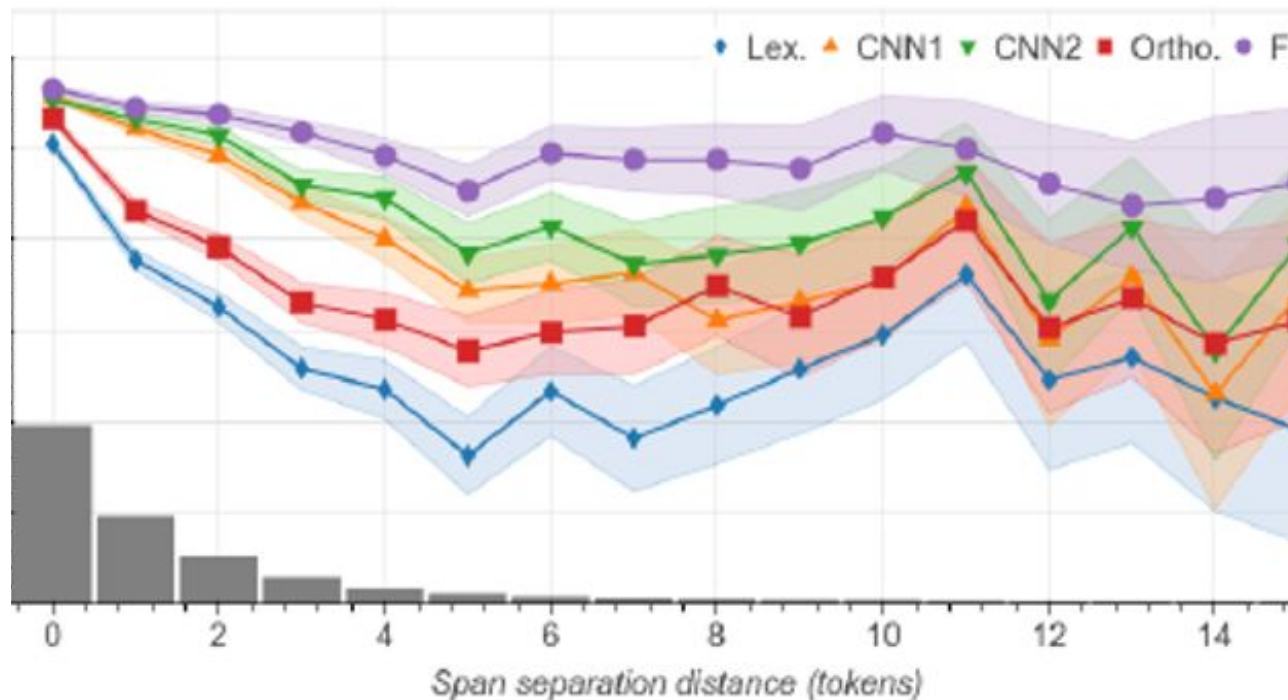 Lex. CNN1 CNN2 Ortho. F
0 2 4 6 8 10 12 14
Span separation distance (tokens)